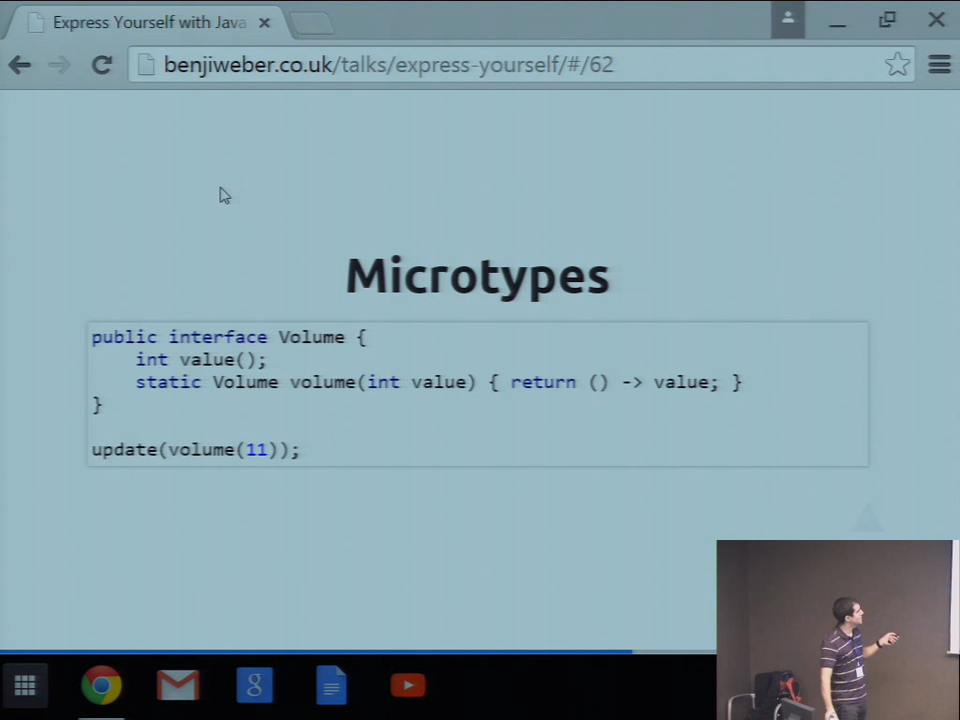 Express Yourself with Java
benjiweber.co.uk/talks/express-yourself/#/62
Microtypes
public interface Volume {
    int value();
    static Volume volume(int value) { return () -> value; }
}
update(volume(11));